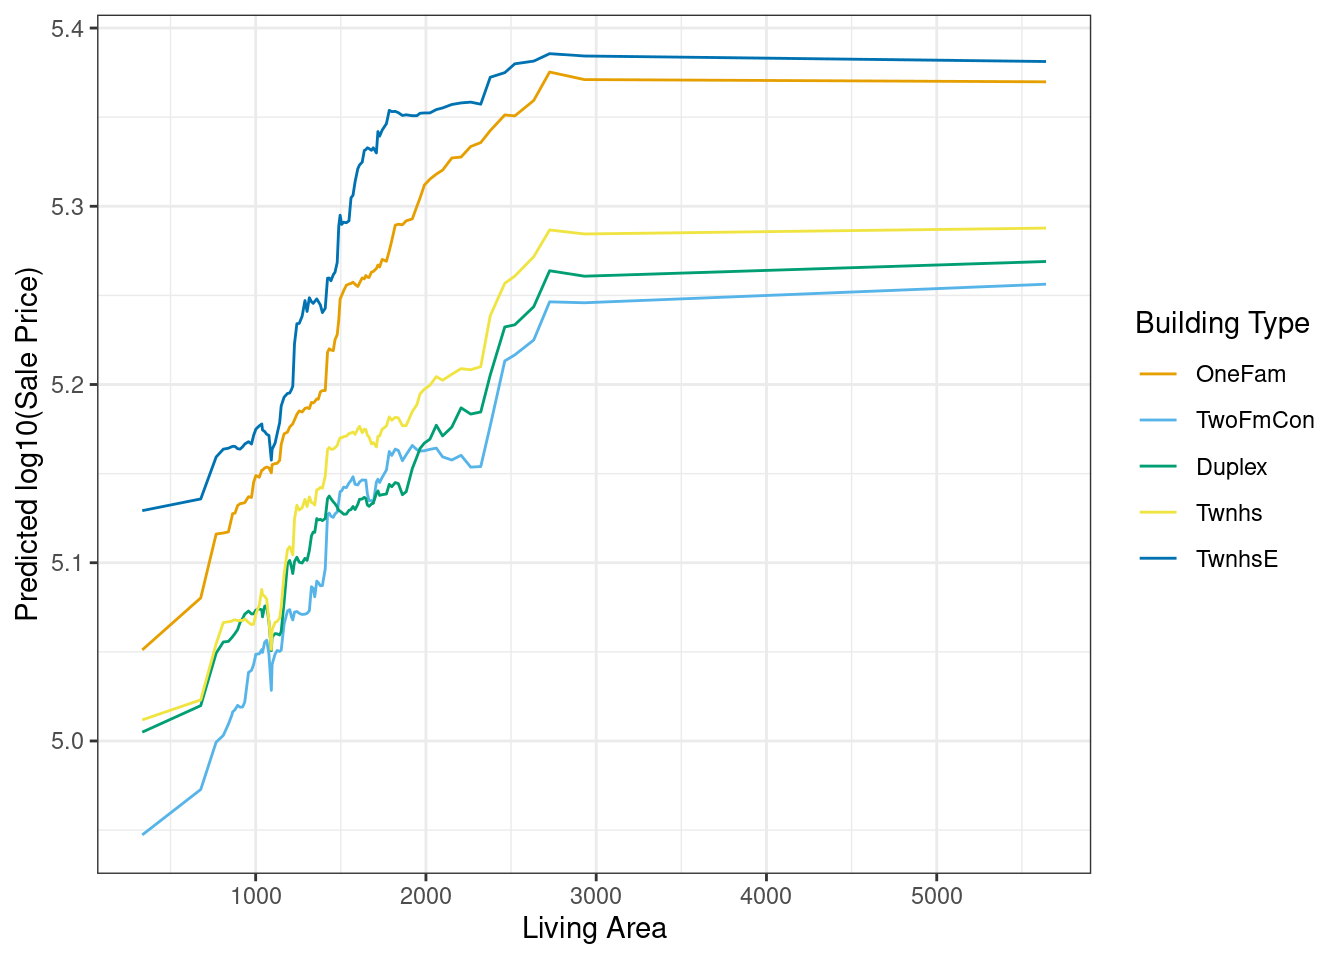 5.4
5.3
5.2
5.1
5.0
Predicted log10(Sale Price)
1000 2000 3000 4000 5000
Living Area
Building Type
OneFam
TwoFmCon
Duplex
Twnhs
TwnhsE